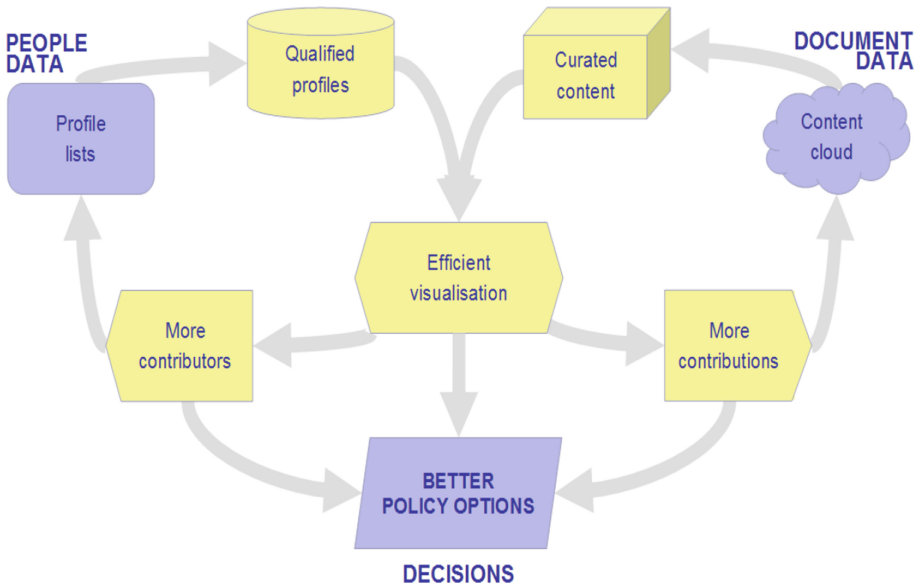 PEOPLE
DATA
Qualified
profiles
Curated
content
DOCUMENT
DATA
Profile
lists
Content
cloud
Efficient
visualisation
More
contributors
More
contributions
BETTER
POLICY OPTIONS
DECISIONS